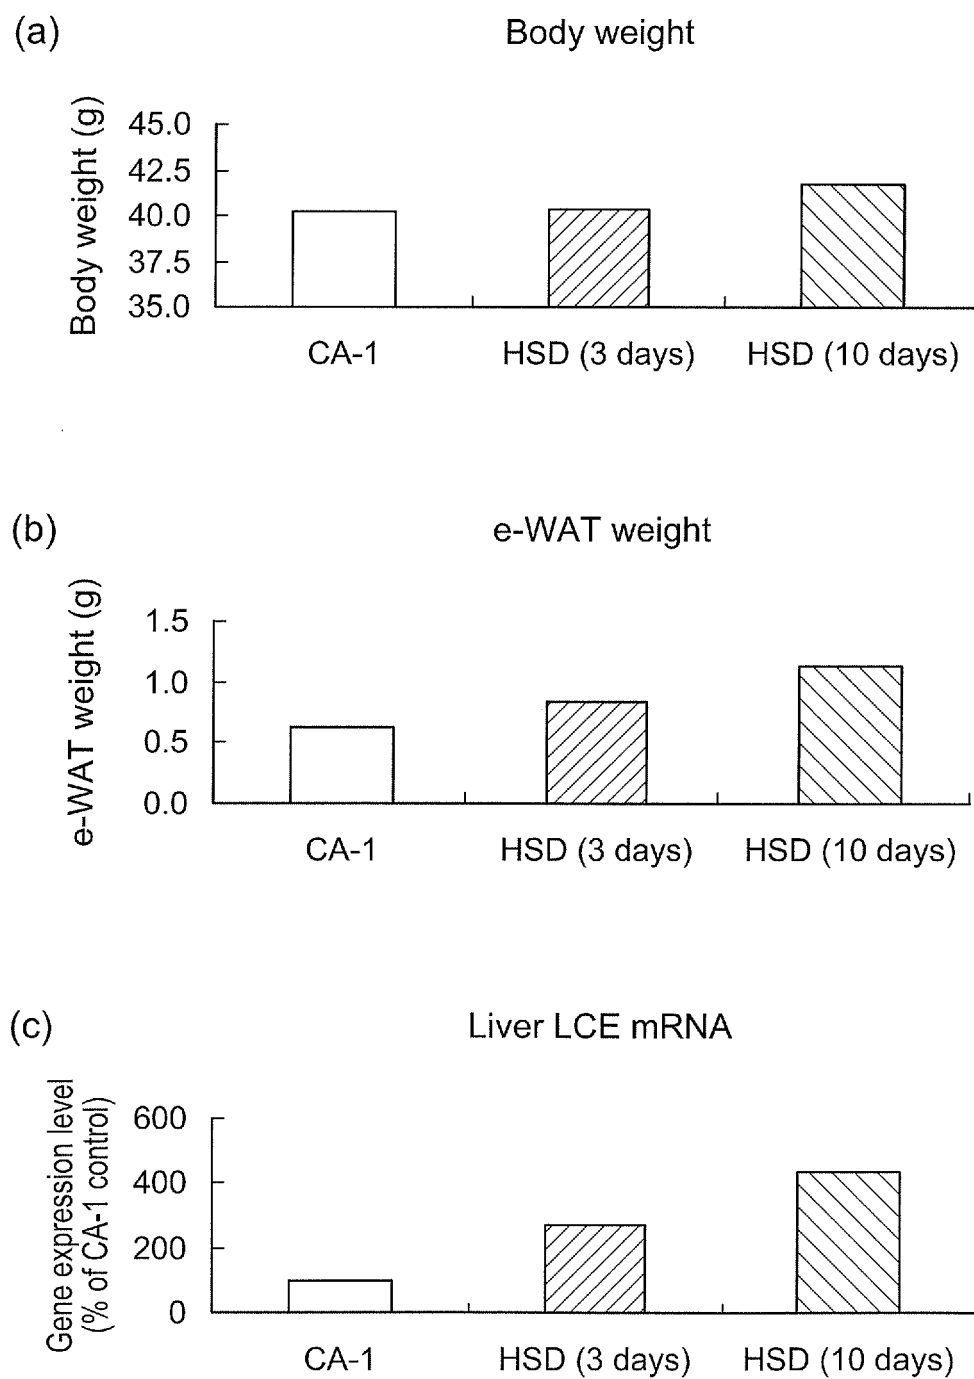 (a)
Body weight
Body weight (g)
45.0
42.5
40.0
37.5
35.0
CA-1
HSD (3 days)
HSD (10 days)
(b)
e-WAT weight
e-WAT weight (g)
1.5
1.0
0.5
0.0
CA-1
HSD (3 days)
HSD (10 days)
(c)
Liver LCE mRNA
Gene expression level
(% of CA-1 control)
600
400
200
0
CA-1
HSD (3 days)
HSD (10 days)